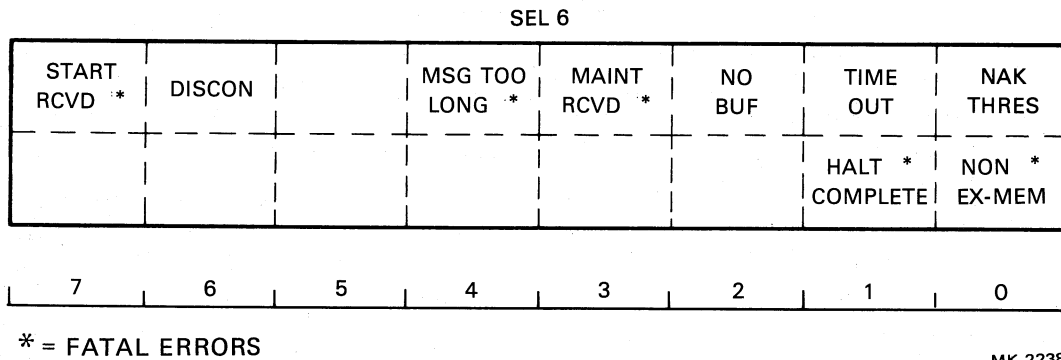 SEL 6
START RCVD * DISCON MSG TOO LONG * MAINT RCVD * NO BUF TIME OUT NAK THRES
HALT * COMPLETE NON * EX-MEM
7 6 5 4 3 2 1 0
* = FATAL ERRORS